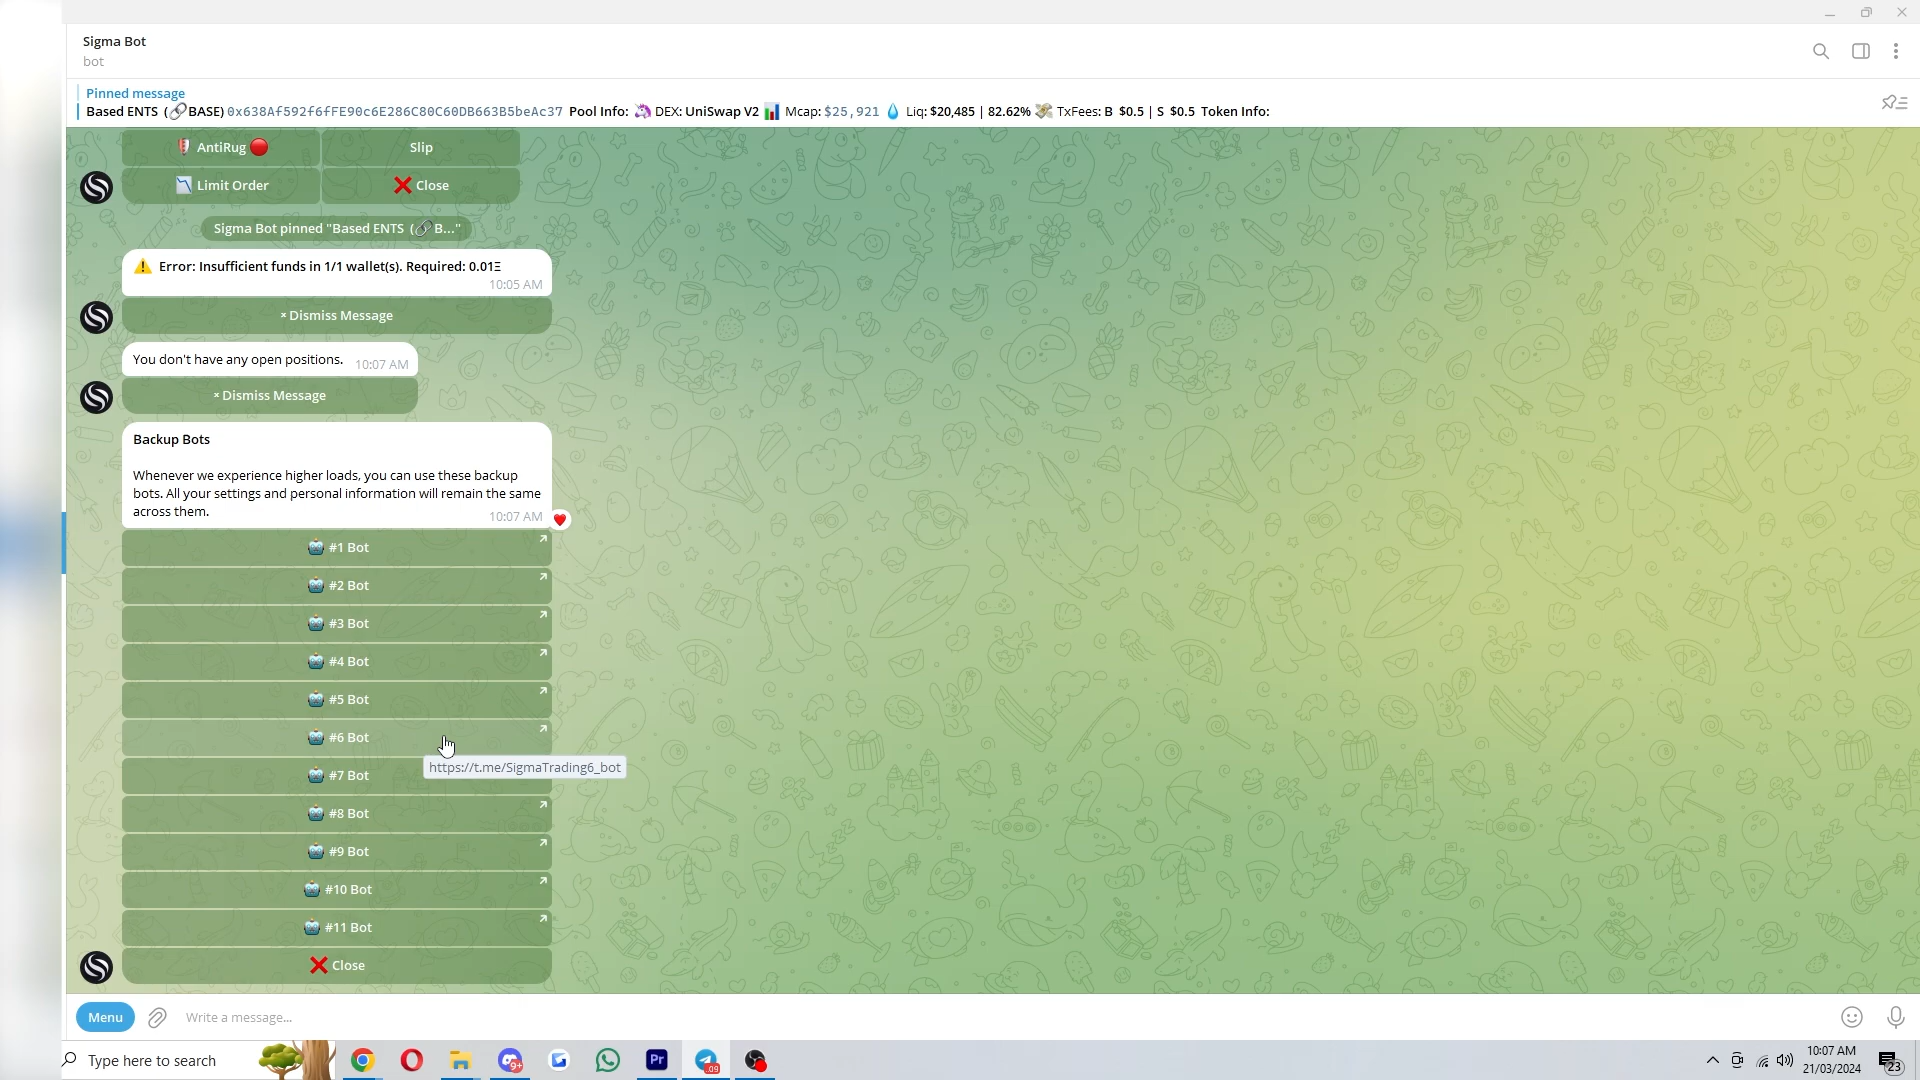 Sigma Bot
bot
Pinned message
Based ENTS (🔗BASE) 0x638Af592f6fFE90c6E286C80C60DB663B5beAc37 Pool Info: 🦄 DEX: UniSwap V2 📊 Mcap: $25,921 💧 Liq: $20,485 | 82.62% 💸 TxFees: B $0.5 | S $0.5 Token Info:
AntiRug 🔴 Slip
Limit Order ❌ Close
Sigma Bot pinned "Based ENTS (🔗 B..."
⚠️ Error: Insufficient funds in 1/1 wallet(s). Required: 0.01Ξ
10:05 AM
× Dismiss Message
You don't have any open positions. 10:07 AM
× Dismiss Message
Backup Bots
Whenever we experience higher loads, you can use these backup
bots. All your settings and personal information will remain the same
across them. 10:07 AM
🤖 #1 Bot
🤖 #2 Bot
🤖 #3 Bot
🤖 #4 Bot
🤖 #5 Bot
🤖 #6 Bot
https://t.me/SigmaTrading6_bot
🤖 #7 Bot
🤖 #8 Bot
🤖 #9 Bot
🤖 #10 Bot
🤖 #11 Bot
❌ Close
Menu Write a message...
Type here to search 9+ Pr .09 10:07 AM
21/03/2024 23